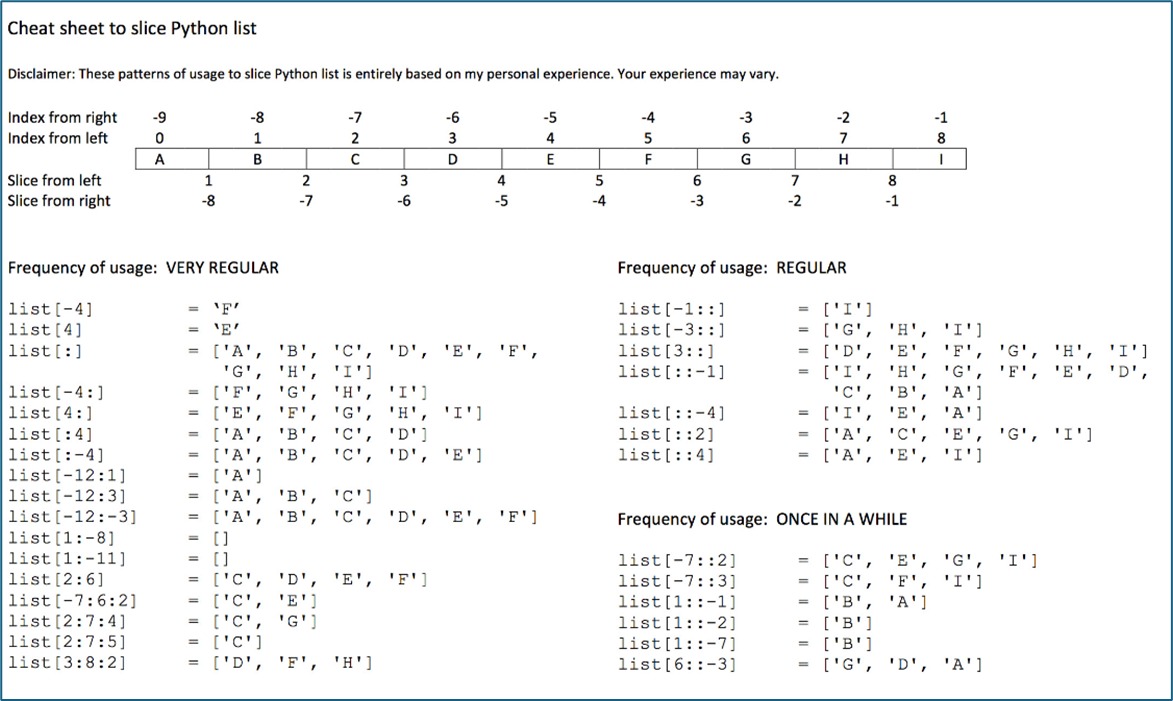 Cheat sheet to slice Python list
Disclaimer: These patterns of usage to slice Python list is entirely based on my personal experience. Your experience may vary.
Index from right -9 -8 -7 -6 -5 -4 -3 -2 -1
Index from left 0 1 2 3 4 5 6 7 8
A B C D E F G H I
Slice from left 1 2 3 4 5 6 7 8
Slice from right -8 -7 -6 -5 -4 -3 -2 -1
Frequency of usage: VERY REGULAR
list[-4] = ‘F’
list[4] = ‘E’
list[:] = ['A', 'B', 'C', 'D', 'E', 'F',
'G', 'H', 'I']
list[-4:] = ['F', 'G', 'H', 'I']
list[4:] = ['E', 'F', 'G', 'H', 'I']
list[:4] = ['A', 'B', 'C', 'D']
list[:-4] = ['A', 'B', 'C', 'D', 'E']
list[-12:1] = ['A']
list[-12:3] = ['A', 'B', 'C']
list[-12:-3] = ['A', 'B', 'C', 'D', 'E', 'F']
list[1:-8] = []
list[1:-11] = []
list[2:6] = ['C', 'D', 'E', 'F']
list[-7:6:2] = ['C', 'E']
list[2:7:4] = ['C', 'G']
list[2:7:5] = ['C']
list[3:8:2] = ['D', 'F', 'H']
Frequency of usage: REGULAR
list[-1::] = ['I']
list[-3::] = ['G', 'H', 'I']
list[3::] = ['D', 'E', 'F', 'G', 'H', 'I']
list[::-1] = ['I', 'H', 'G', 'F', 'E', 'D',
'C', 'B', 'A']
list[::-4] = ['I', 'E', 'A']
list[::2] = ['A', 'C', 'E', 'G', 'I']
list[::4] = ['A', 'E', 'I']
Frequency of usage: ONCE IN A WHILE
list[-7::2] = ['C', 'E', 'G', 'I']
list[-7::3] = ['C', 'F', 'I']
list[1::-1] = ['B', 'A']
list[1::-2] = ['B']
list[1::-7] = ['B']
list[6::-3] = ['G', 'D', 'A']